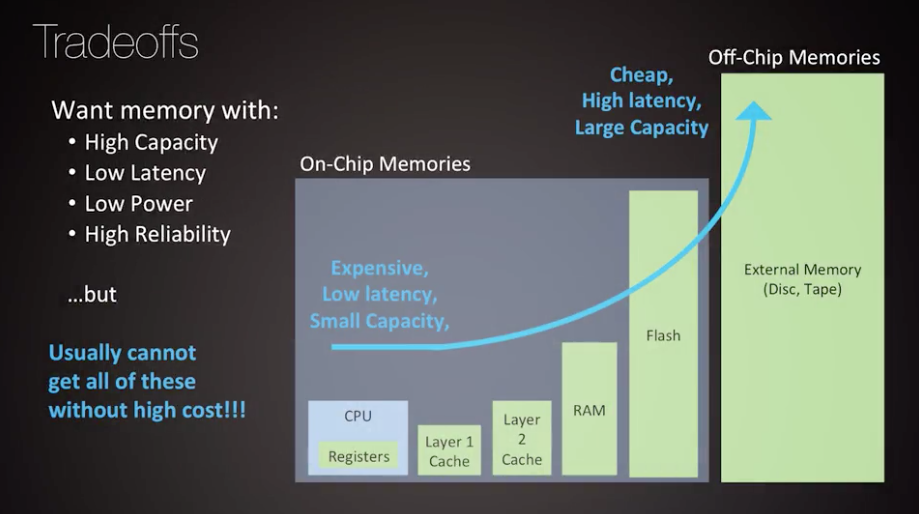 Tradeoffs
Want memory with:
• High Capacity
• Low Latency
• Low Power
• High Reliability
...but
Usually cannot
get all of these
without high cost!!!
On-Chip Memories
Off-Chip Memories
Cheap,
High latency,
Large Capacity
Expensive,
Low latency,
Small Capacity,
CPU
Registers
Layer 1
Cache
Layer
2
Cache
RAM
Flash
External Memory
(Disc, Tape)